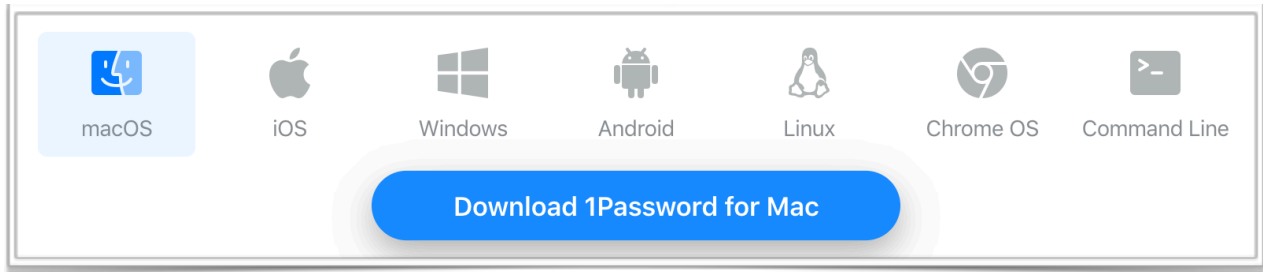 macOS iOS Windows Android Linux Chrome OS Command Line
Download 1Password for Mac